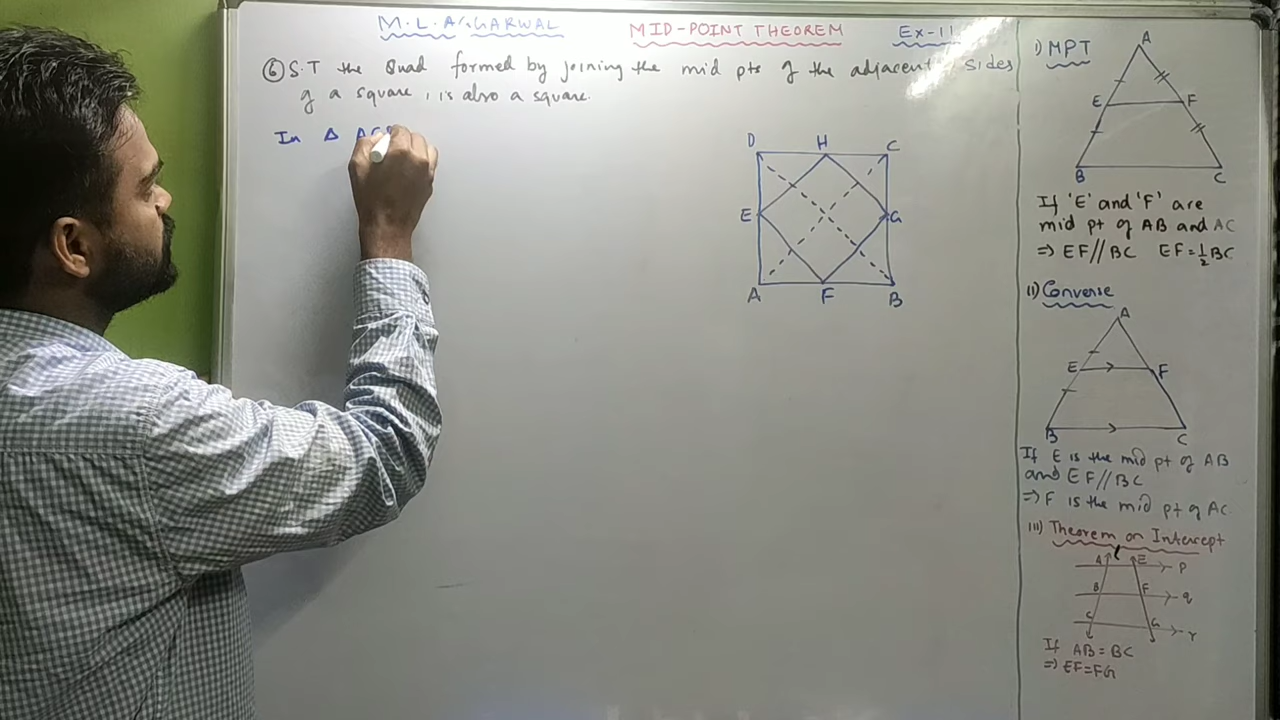 M.L. AGGARWAL MID-POINT THEOREM Ex-11
⑥ S.T the Quad formed by joining the mid pts of the adjacent sides
of a square, is also a square.
In Δ
D H C
E G
A F B
i) MPT
A
E F
B C
If 'E' and 'F' are
mid pt of AB and AC
⇒ EF//BC EF=½BC
ii) Converse
A
E F
B C
If E is the mid pt of AB
and EF//BC
⇒ F is the mid pt of AC
iii) Theorem on Intercept
A E p
B F q
C G r
If AB = BC
⇒ EF=FG